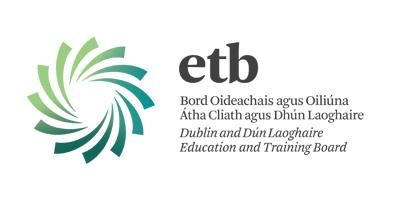 etb
Bord Oideachais agus Oiliúna
Átha Cliath agus Dhún Laoghaire
Dublin and Dún Laoghaire
Education and Training Board